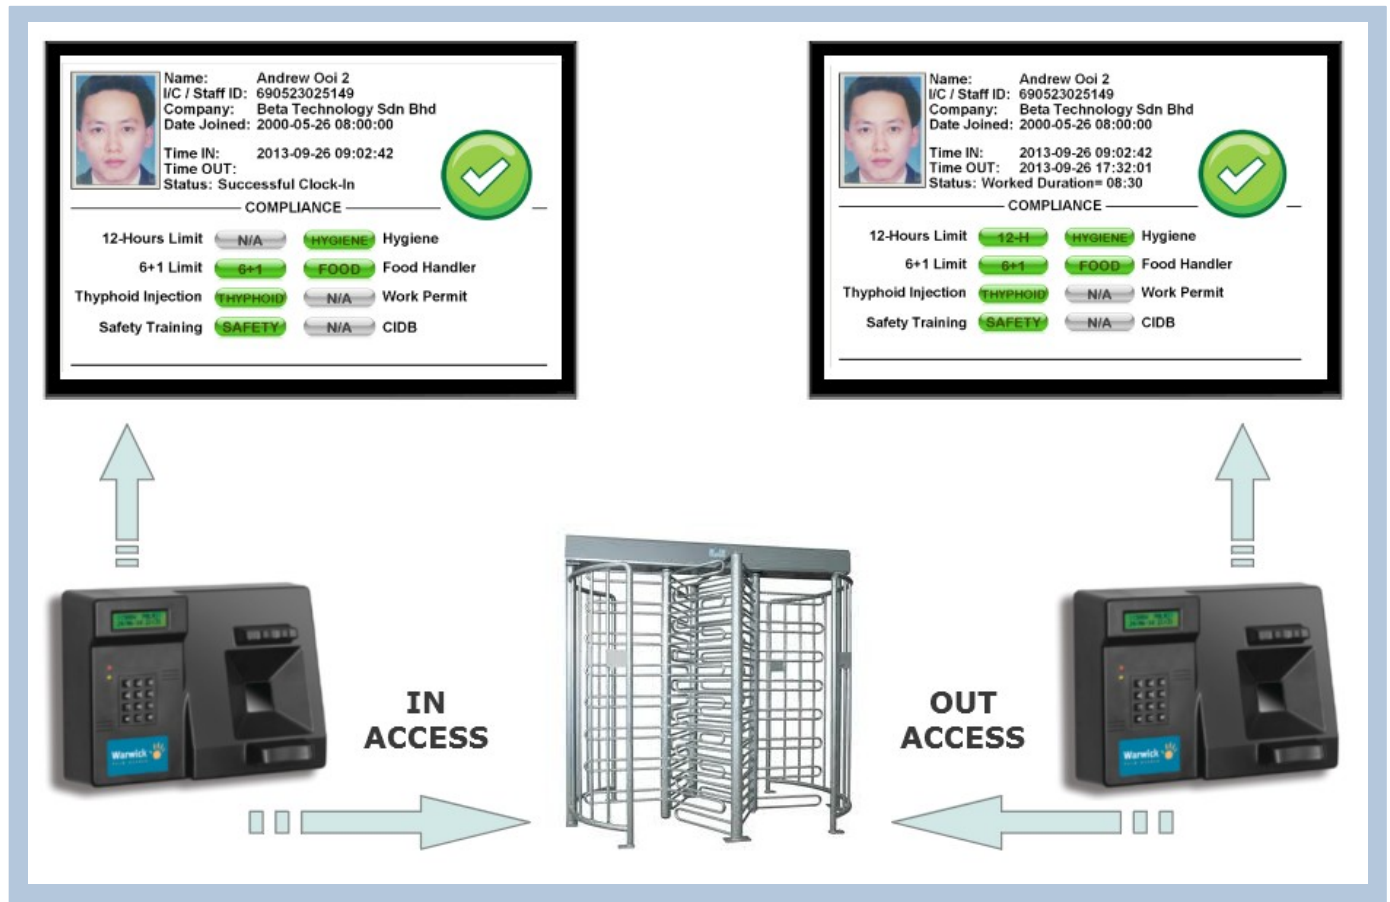 Name: Andrew Ooi 2
I/C / Staff ID: 690523025149
Company: Beta Technology Sdn Bhd
Date Joined: 2000-05-26 08:00:00
Time IN: 2013-09-26 09:02:42
Time OUT:
Status: Successful Clock-In
COMPLIANCE
12-Hours Limit N/A HYGIENE Hygiene
6+1 Limit 6+1 FOOD Food Handler
Thyphoid Injection THYPHOID N/A Work Permit
Safety Training SAFETY N/A CIDB
Name: Andrew Ooi 2
I/C / Staff ID: 690523025149
Company: Beta Technology Sdn Bhd
Date Joined: 2000-05-26 08:00:00
Time IN: 2013-09-26 09:02:42
Time OUT: 2013-09-26 17:32:01
Status: Worked Duration= 08:30
COMPLIANCE
12-Hours Limit 12-H HYGIENE Hygiene
6+1 Limit 6+1 FOOD Food Handler
Thyphoid Injection THYPHOID N/A Work Permit
Safety Training SAFETY N/A CIDB
IN
ACCESS
OUT
ACCESS
Warwick
Warwick